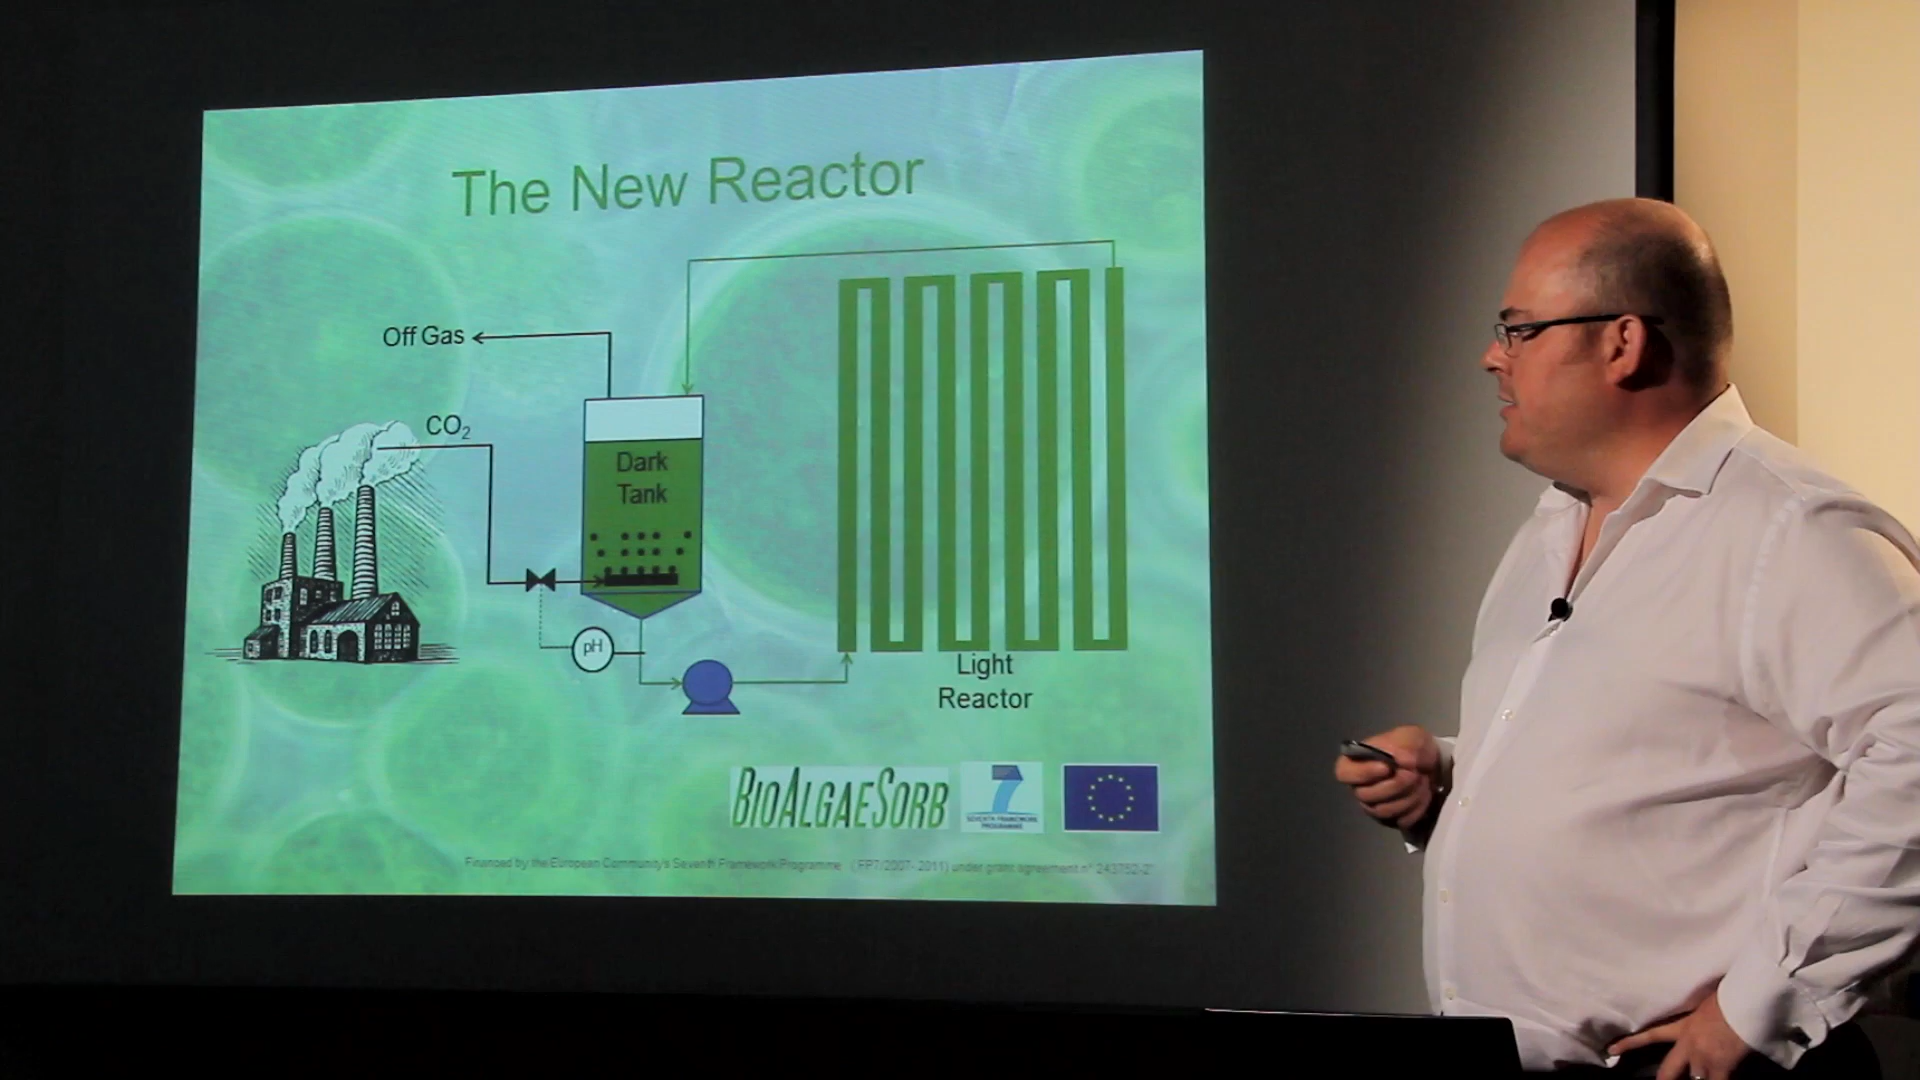 The New Reactor
Off Gas
CO₂
Dark
Tank
pH
Light
Reactor
BIOALGAESORB
7
SEVENTH FRAMEWORK
PROGRAMME
Financed by the European Community's Seventh Framework Programme (FP7/2007-2011) under grant agreement n° 243752-2"